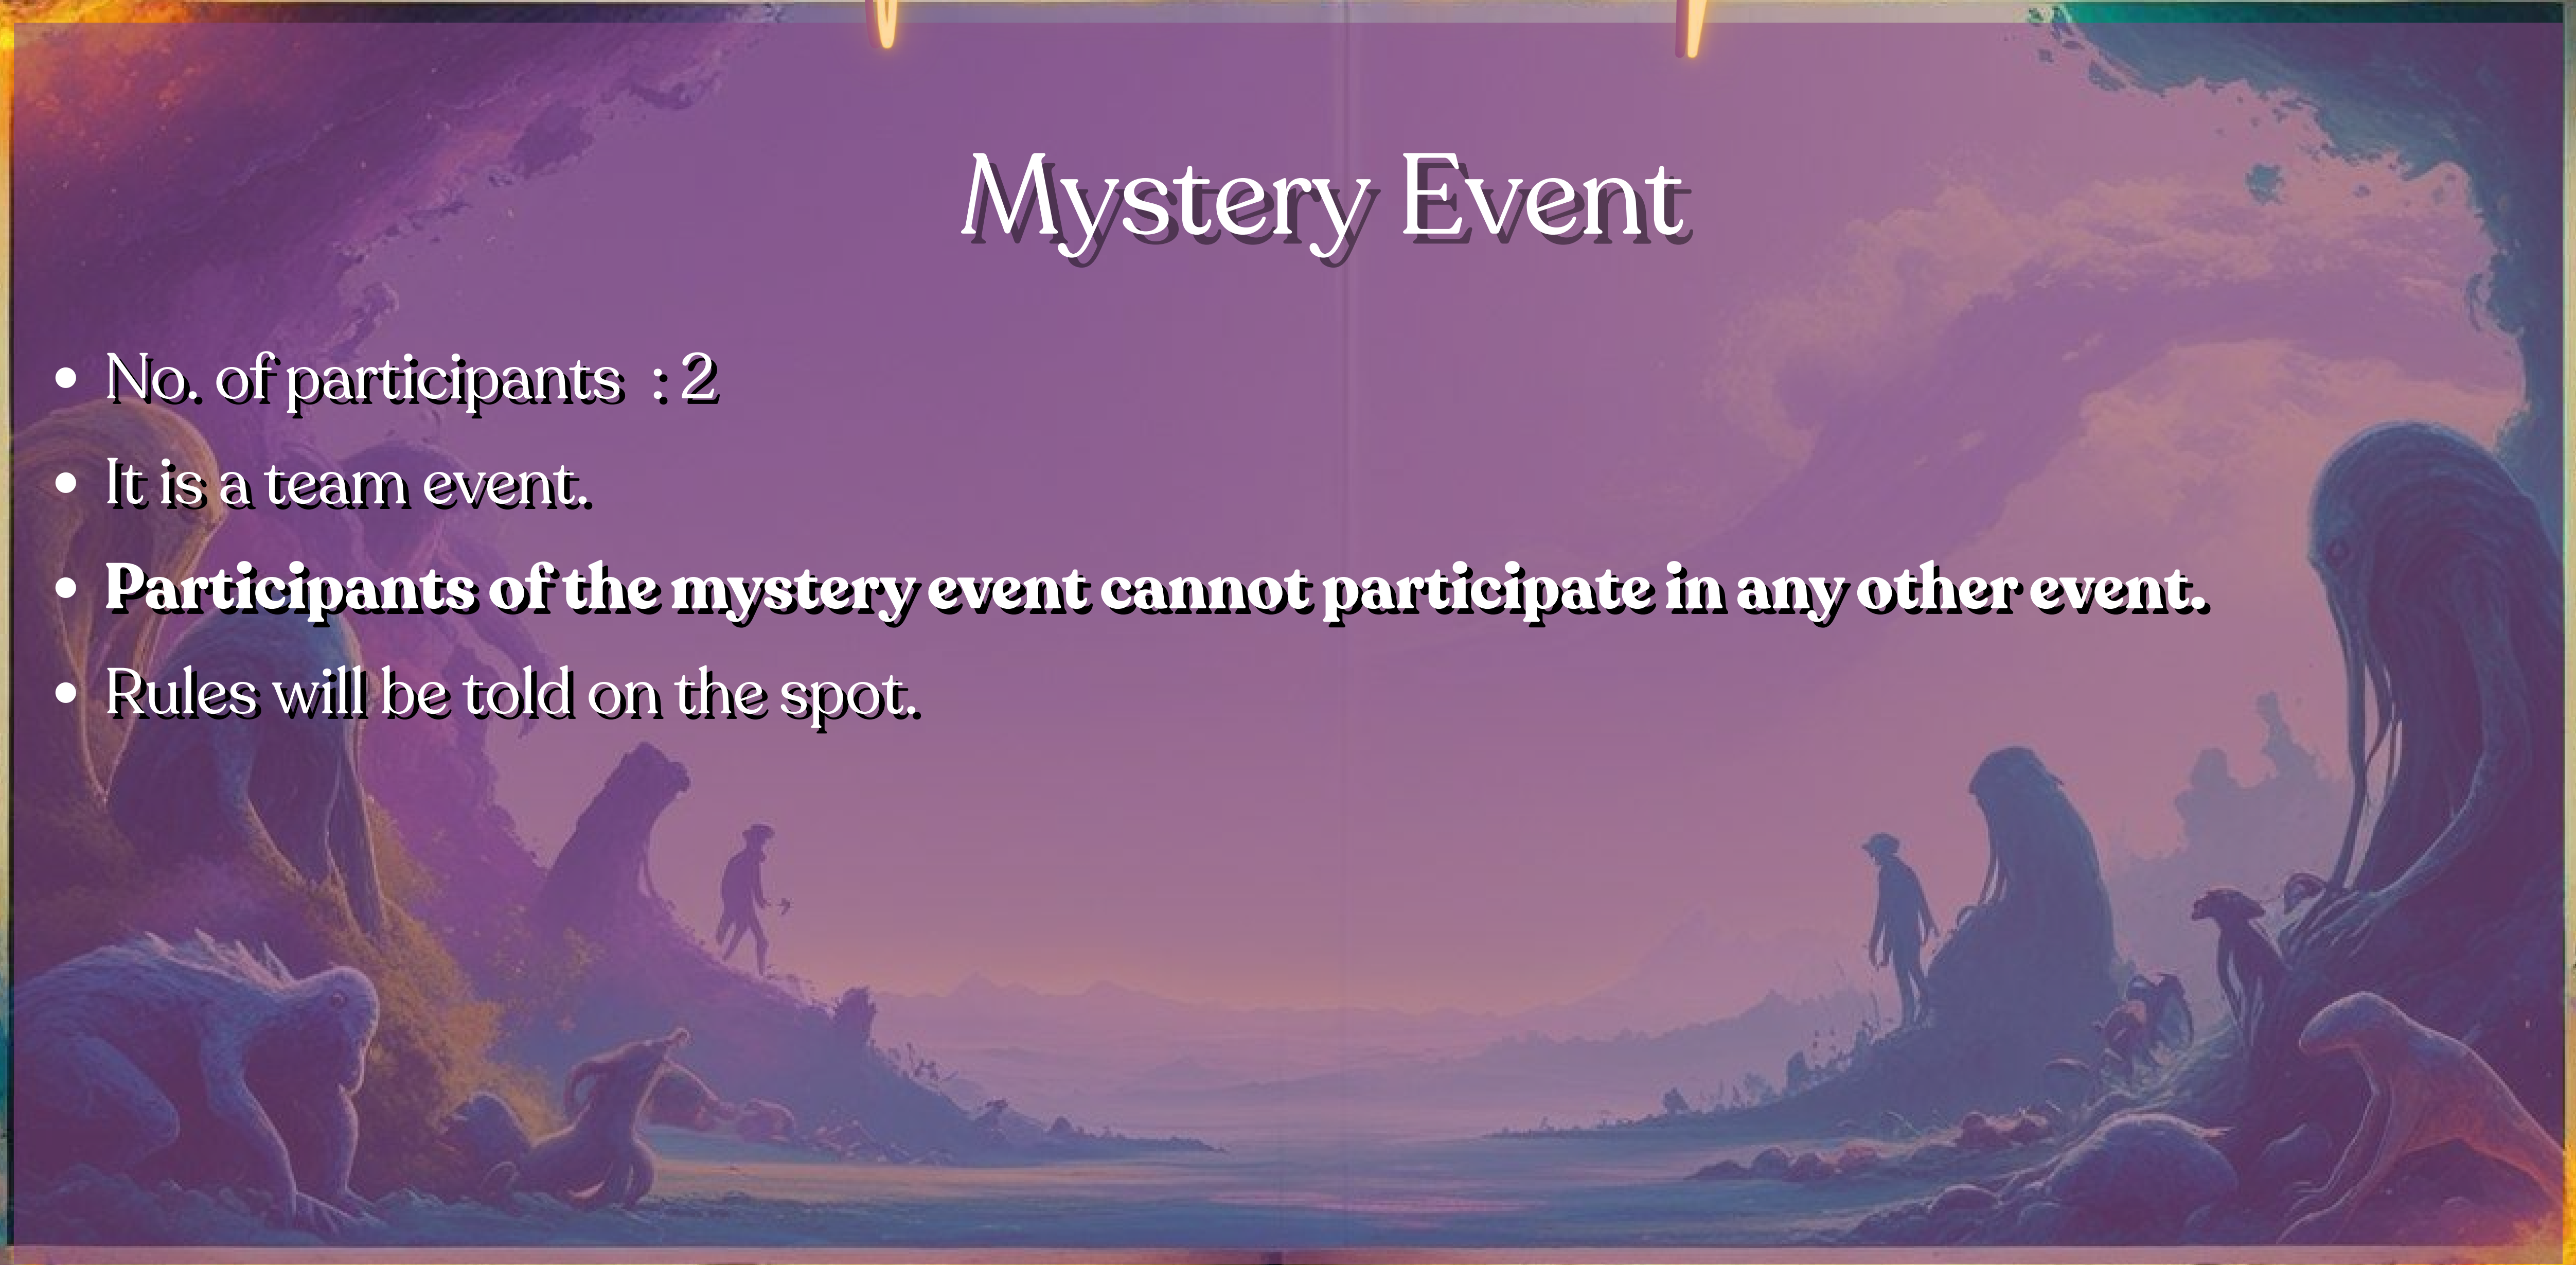 Mystery Event
• No. of participants : 2
• It is a team event.
• Participants of the mystery event cannot participate in any other event.
• Rules will be told on the spot.